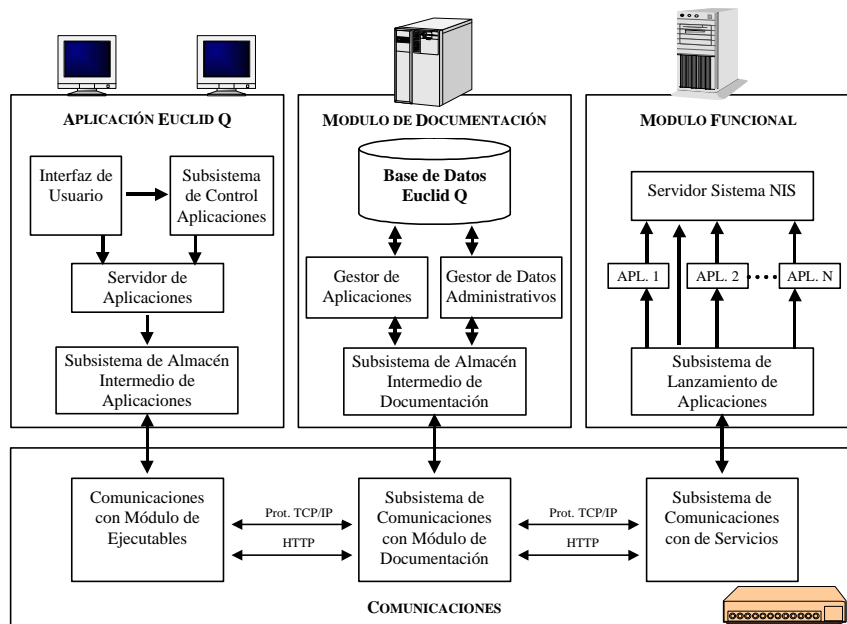 APLICACIÓN EUCLID Q
Interfaz de
Usuario
Subsistema
de Control
Aplicaciones
Servidor de
Aplicaciones
Subsistema de Almacén
Intermedio de
Aplicaciones
MODULO DE DOCUMENTACIÓN
Base de Datos
Euclid Q
Gestor de
Aplicaciones
Gestor de Datos
Administrativos
Subsistema de Almacén
Intermedio de
Documentación
MODULO FUNCIONAL
Servidor Sistema NIS
APL. 1
APL. 2
APL. N
Subsistema de
Lanzamiento de
Aplicaciones
Comunicaciones
con Módulo de
Ejecutables
Prot. TCP/IP
HTTP
Subsistema de
Comunicaciones
con Módulo de
Documentación
Prot. TCP/IP
HTTP
Subsistema de
Comunicaciones
con de Servicios
COMUNICACIONES